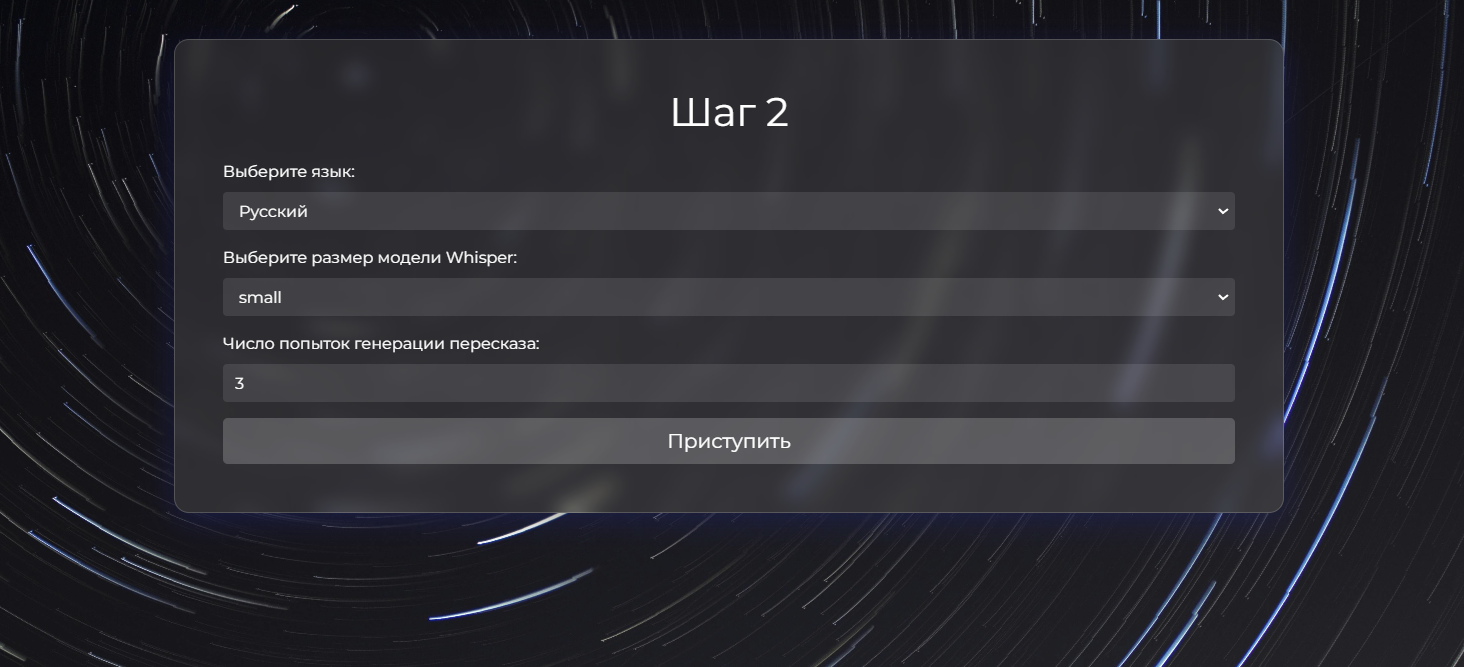 Шаг 2
Выберите язык:
Русский
Выберите размер модели Whisper:
small
Число попыток генерации пересказа:
3
Приступить